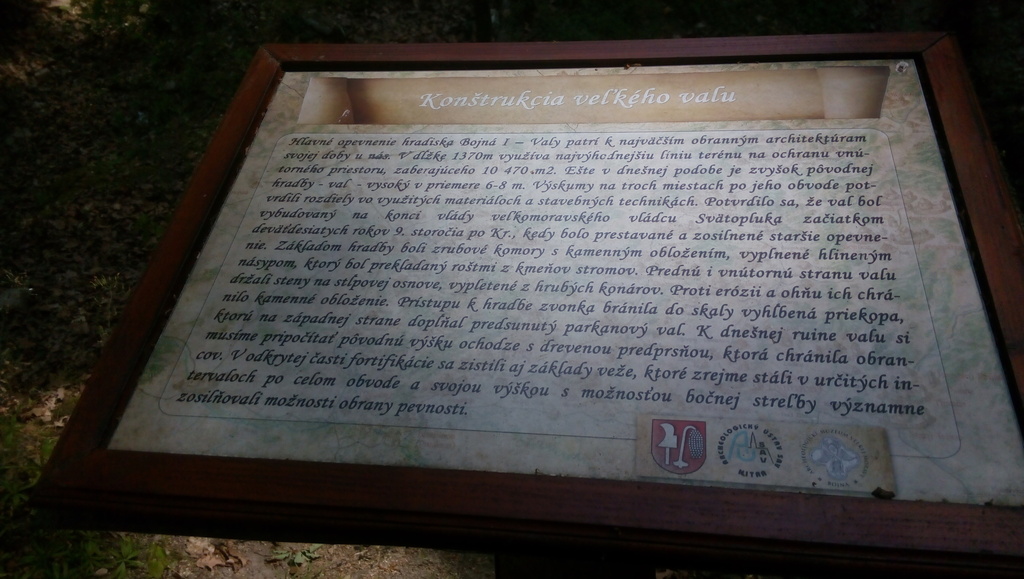 Konštrukcia veľkého valu
Hlavné opevnenie hradiska Bojná I – Valy patrí k najväčším obranným architektúram
svojej doby u nás. V dĺžke 1370m využíva najvýhodnejšiu líniu terénu na ochranu vnú-
torného priestoru, zaberajúceho 10 470 m2. Ešte v dnešnej podobe je zvyšok pôvodnej
hradby - val - vysoký v priemere 6-8 m. Výskumy na troch miestach po jeho obvode pot-
vrdili rozdiely vo využitých materiáloch a stavebných technikách. Potvrdilo sa, že val bol
vybudovaný na konci vlády veľkomoravského vládcu Svätopluka začiatkom
deväťdesiatych rokov 9. storočia po Kr., kedy bolo prestavané a zosilnené staršie opevne-
nie. Základom hradby boli zrubové komory s kamenným obložením, vyplnené hlineným
násypom, ktorý bol prekladaný roštmi z kmeňov stromov. Prednú i vnútornú stranu valu
držali steny na stĺpovej osnove, vypletené z hrubých konárov. Proti erózii a ohňu ich chrá-
nilo kamenné obloženie. Prístupu k hradbe zvonka bránila do skaly vyhĺbená priekopa,
ktorú na západnej strane dopĺňal predsunutý parkanový val. K dnešnej ruine valu si
musíme pripočítať pôvodnú výšku ochodze s drevenou predprsňou, ktorá chránila obran-
cov. V odkrytej časti fortifikácie sa zistili aj základy veže, ktoré zrejme stáli v určitých in-
tervaloch po celom obvode a svojou výškou s možnosťou bočnej streľby významne
zosilňovali možnosti obrany pevnosti.
ARCHEOLOGICKÝ ÚSTAV SAV
NITRA
BOJNÁ